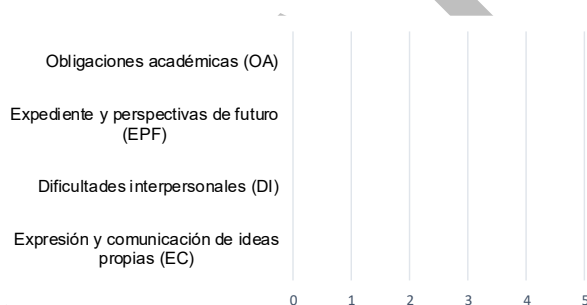 Obligaciones académicas (OA)
Expediente y perspectivas de futuro
(EPF)
Dificultades interpersonales (DI)
Expresión y comunicación de ideas
propias (EC)
0 1 2 3 4 5